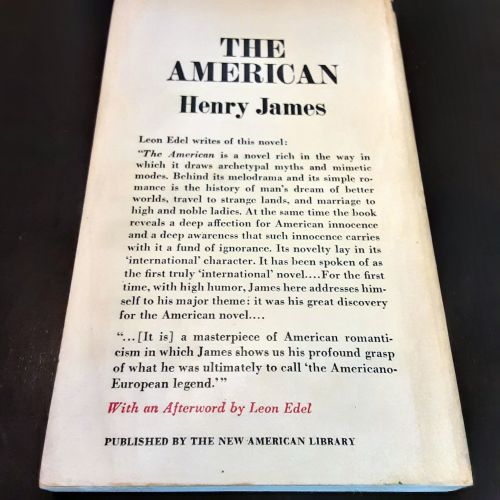 THE
AMERICAN
Henry James
Leon Edel writes of this novel:
“The American is a novel rich in the way in
which it draws archetypal myths and mimetic
modes. Behind its melodrama and its simple ro-
mance is the history of man’s dream of better
worlds, travel to strange lands, and marriage to
high and noble ladies. At the same time the book
reveals a deep affection for American innocence
and a deep awareness that such innocence carries
with it a fund of ignorance. Its novelty lay in its
‘international’ character. It has been spoken of as
the first truly ‘international’ novel....For the first
time, with high humor, James here addresses him-
self to his major theme: it was his great discovery
for the American novel....
“...[It is] a masterpiece of American romanti-
cism in which James shows us his profound grasp
of what he was ultimately to call ‘the Americano-
European legend.’”
With an Afterword by Leon Edel
PUBLISHED BY THE NEW AMERICAN LIBRARY